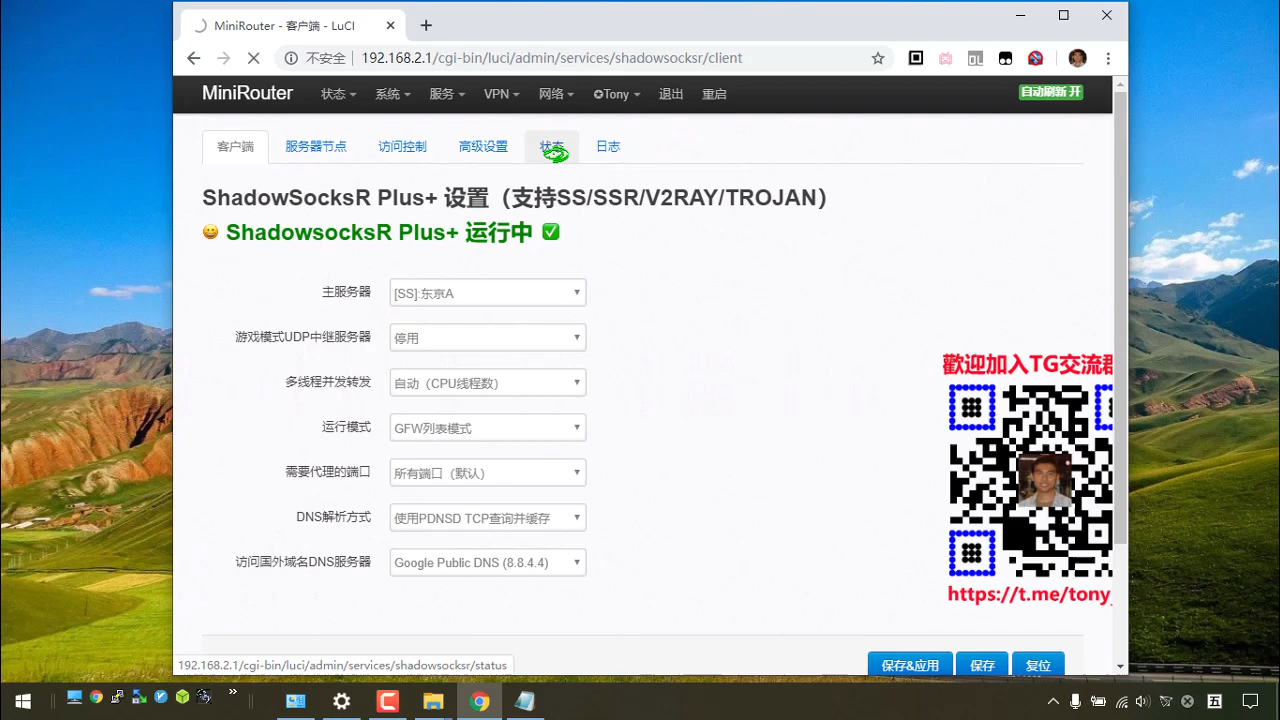 MiniRouter - 客户端 - LuCI
不安全 192.168.2.1/cgi-bin/luci/admin/services/shadowsocksr/client
MiniRouter 状态 系统 服务 VPN 网络 ✪Tony 退出 重启 自动刷新 开
客户端 服务器节点 访问控制 高级设置 状态 日志
ShadowSocksR Plus+ 设置（支持SS/SSR/V2RAY/TROJAN）
ShadowsocksR Plus+ 运行中
主服务器 [SS]:东京A
游戏模式UDP中继服务器 停用
多线程并发转发 自动（CPU线程数）
运行模式 GFW列表模式
需要代理的端口 所有端口（默认）
DNS解析方式 使用PDNSD TCP查询并缓存
访问国外域名DNS服务器 Google Public DNS (8.8.4.4)
歡迎加入TG交流群
https://t.me/tony_
保存&应用 保存 复位
192.168.2.1/cgi-bin/luci/admin/services/shadowsocksr/status
五